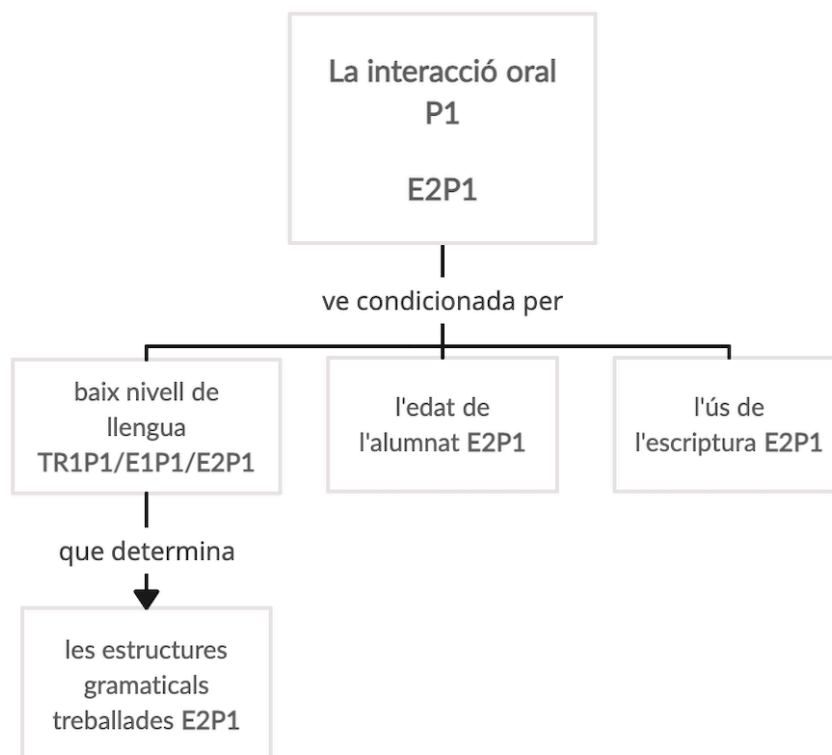 La interacció oral
P1
E2P1
ve condicionada per
baix nivell de
llengua
TR1P1/E1P1/E2P1
l'edat de
l'alumnat E2P1
l'ús de
l'escriptura E2P1
que determina
les estructures
gramaticals
treballades E2P1